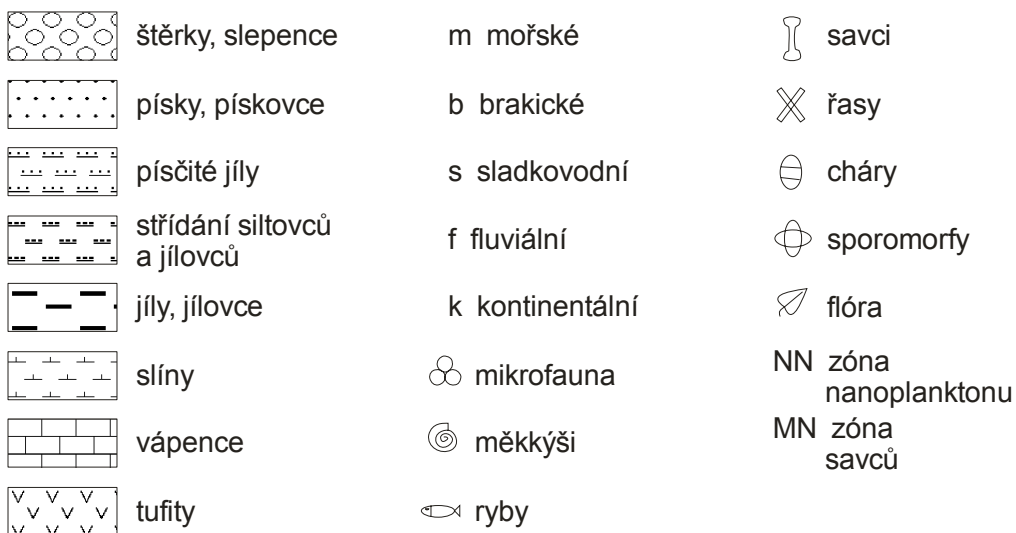 štěrky, slepence
písky, pískovce
písčité jíly
střídání siltovců
a jílovců
jíly, jílovce
slíny
vápence
tufity
m mořské
b brakické
s sladkovodní
f fluviální
k kontinentální
mikrofauna
měkkýši
ryby
savci
řasy
cháry
sporomorfy
flóra
NN zóna
nanoplanktonu
MN zóna
savců